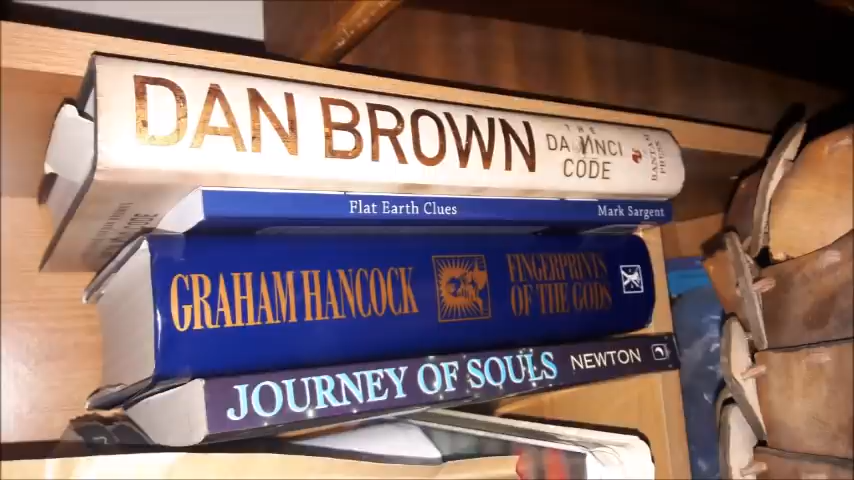 DAN BROWN
THE
DA VINCI
CODE
BANTAM
PRESS
Flat Earth Clues
Mark Sargent
GRAHAM HANCOCK
FINGERPRINTS
OF THE GODS
JOURNEY OF SOULS
NEWTON